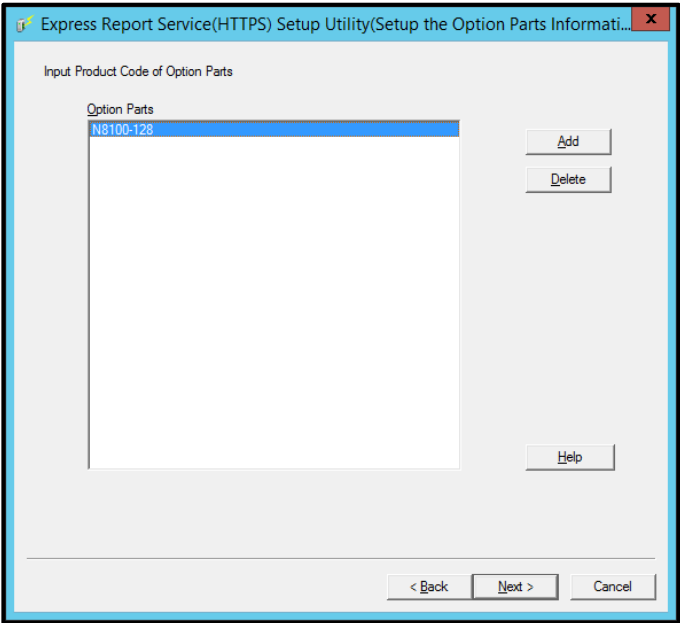 Express Report Service(HTTPS) Setup Utility(Setup the Option Parts Informati...
x
Input Product Code of Option Parts
Option Parts
N8100-128
Add
Delete
Help
< Back
Next >
Cancel